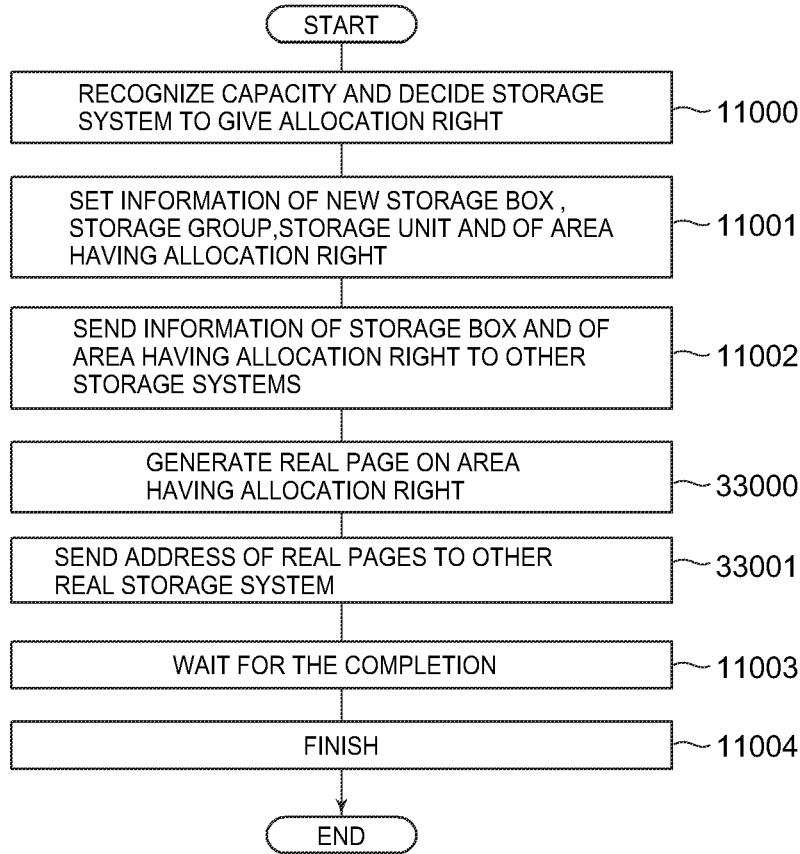 START
RECOGNIZE CAPACITY AND DECIDE STORAGE
SYSTEM TO GIVE ALLOCATION RIGHT
11000
SET INFORMATION OF NEW STORAGE BOX ,
STORAGE GROUP,STORAGE UNIT AND OF AREA
HAVING ALLOCATION RIGHT
11001
SEND INFORMATION OF STORAGE BOX AND OF
AREA HAVING ALLOCATION RIGHT TO OTHER
STORAGE SYSTEMS
11002
GENERATE REAL PAGE ON AREA
HAVING ALLOCATION RIGHT
33000
SEND ADDRESS OF REAL PAGES TO OTHER
REAL STORAGE SYSTEM
33001
WAIT FOR THE COMPLETION
11003
FINISH
11004
END